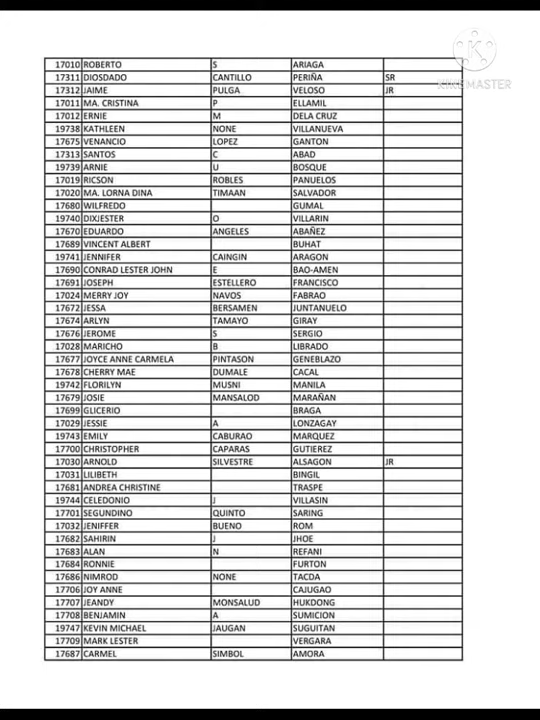 17010 ROBERTO S ARIAGA
KINEMASTER
17311 DIOSDADO CANTILLO PERIÑA SR
17312 JAIME PULGA VELOSO JR
17011 MA. CRISTINA P ELLAMIL
17012 ERNIE M DELA CRUZ
19738 KATHLEEN NONE VILLANUEVA
17675 VENANCIO LOPEZ GANTON
17313 SANTOS C ABAD
19739 ARNIE U BOSQUE
17019 RICSON ROBLES PANUELOS
17020 MA. LORNA DINA TIMAAN SALVADOR
17680 WILFREDO GUMAL
19740 DIXJESTER O VILLARIN
17670 EDUARDO ANGELES ABAÑEZ
17689 VINCENT ALBERT BUHAT
19741 JENNIFER CAINGIN ARAGON
17690 CONRAD LESTER JOHN E BAO-AMEN
17691 JOSEPH ESTELLERO FRANCISCO
17024 MERRY JOY NAVOS FABRAO
17672 JESSA BERSAMEN JUNTANUELO
17674 ARLYN TAMAYO GIRAY
17676 JEROME S SERGIO
17028 MARICHO B LIBRADO
17677 JOYCE ANNE CARMELA PINTASON GENEBLAZO
17678 CHERRY MAE DUMALE CACAL
19742 FLORILYN MUSNI MANILA
17679 JOSIE MANSALOD MARAÑAN
17699 GLICERIO BRAGA
17029 JESSIE A LONZAGAY
19743 EMILY CABURAO MARQUEZ
17700 CHRISTOPHER CAPARAS GUTIEREZ
17030 ARNOLD SILVESTRE ALSAGON JR
17031 LILIBETH BINGIL
17681 ANDREA CHRISTINE TRASPE
19744 CELEDONIO J VILLASIN
17701 SEGUNDINO QUINTO SARING
17032 JENIFFER BUENO ROM
17682 SAHIRIN J JHOE
17683 ALAN N REFANI
17684 RONNIE FURTON
17686 NIMROD NONE TACDA
17706 JOY ANNE CAJUGAO
17707 JEANDY MONSALUD HUKDONG
17708 BENJAMIN A SUMICION
19747 KEVIN MICHAEL JAUGAN SUGUITAN
17709 MARK LESTER VERGARA
17687 CARMEL SIMBOL AMORA